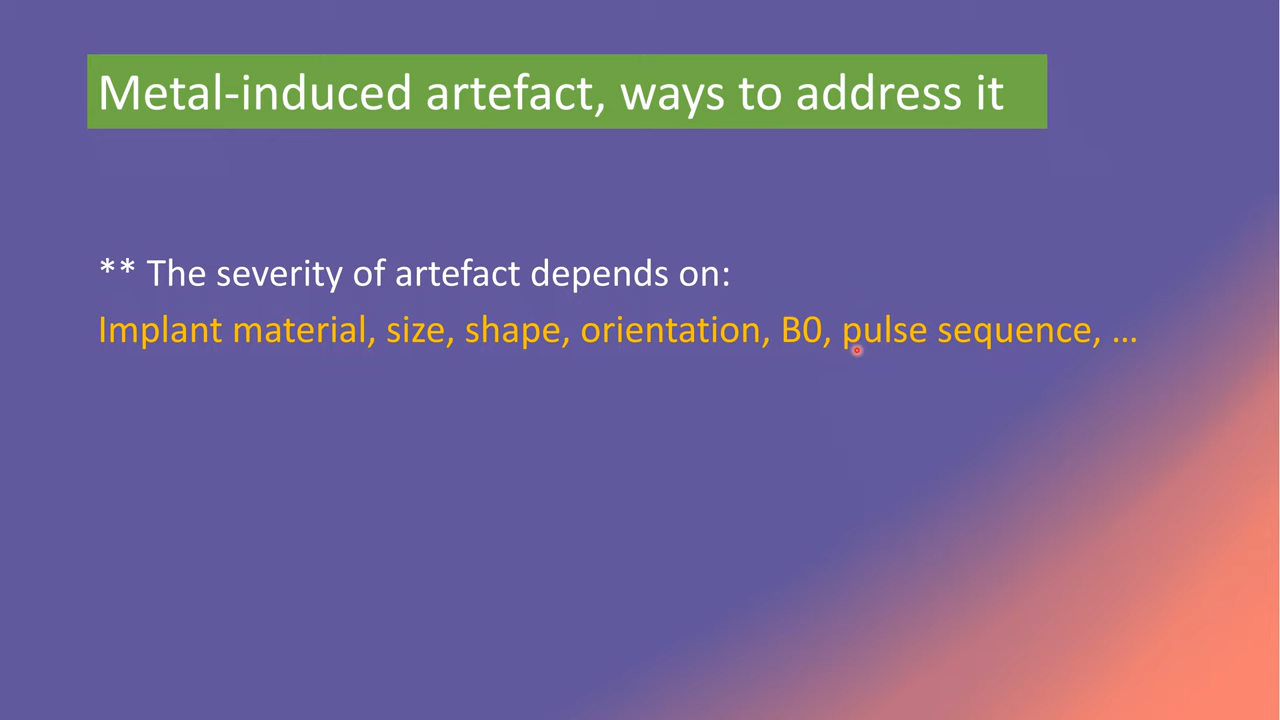 Metal-induced artefact, ways to address it
** The severity of artefact depends on:
Implant material, size, shape, orientation, B0, pulse sequence, ...